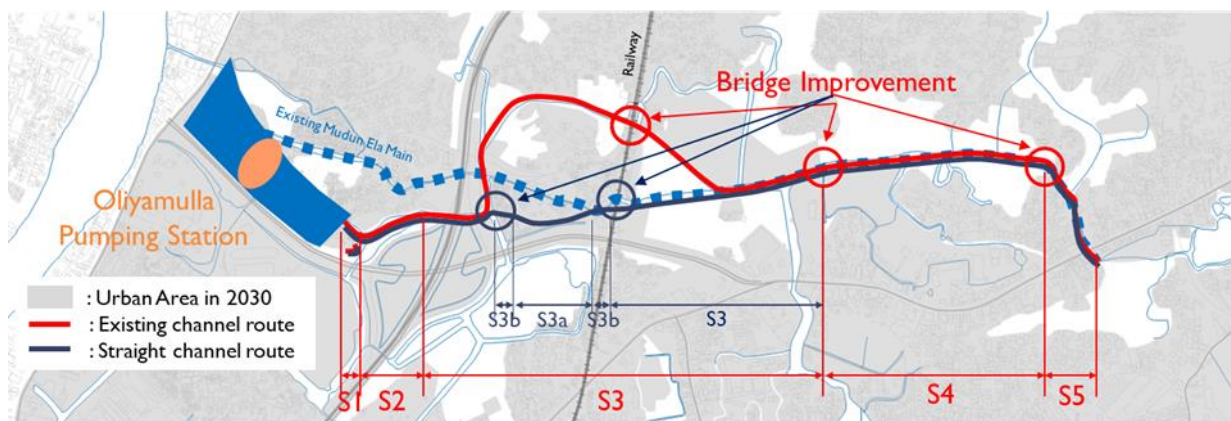 Railway
Bridge Improvement
Existing Mudun Ela Main
Oliyamulla
Pumping Station
: Urban Area in 2030
: Existing channel route
: Straight channel route
S3b
S3a
S3b
S3
S1
S2
S3
S4
S5